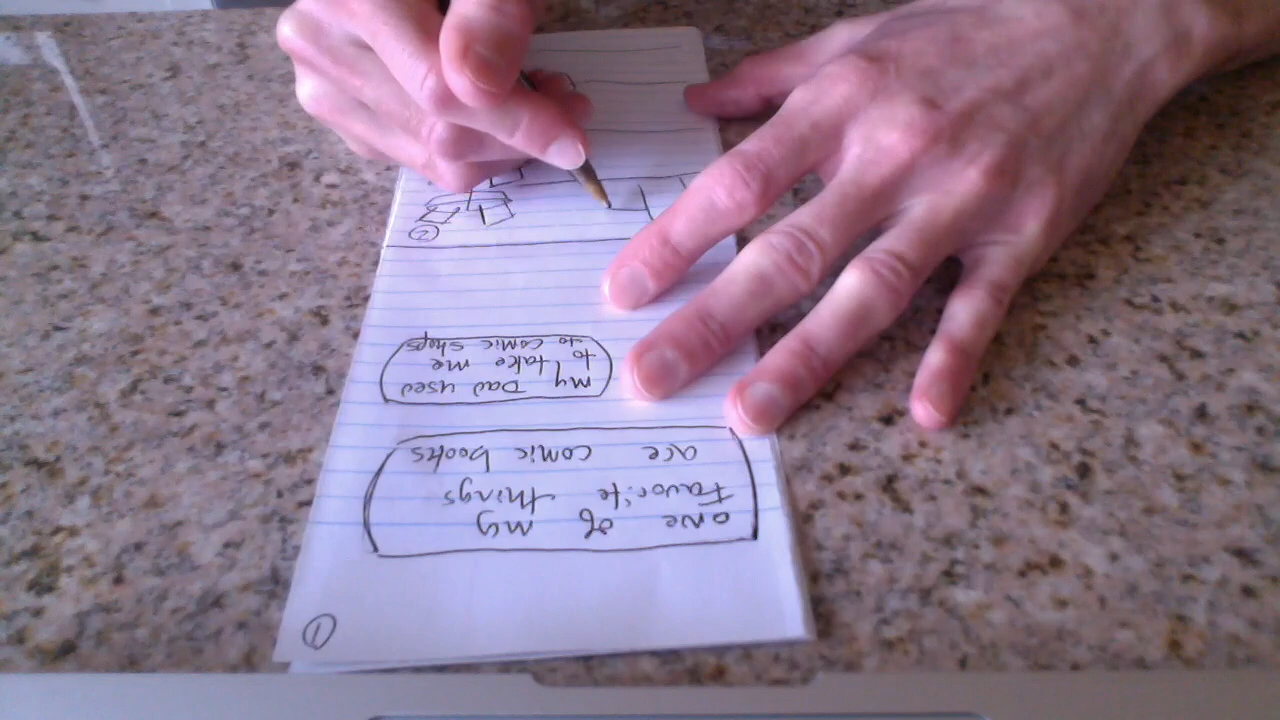 1
one of my
Favorite things
are comic books
my Dad used
to take me
to comic shops
2